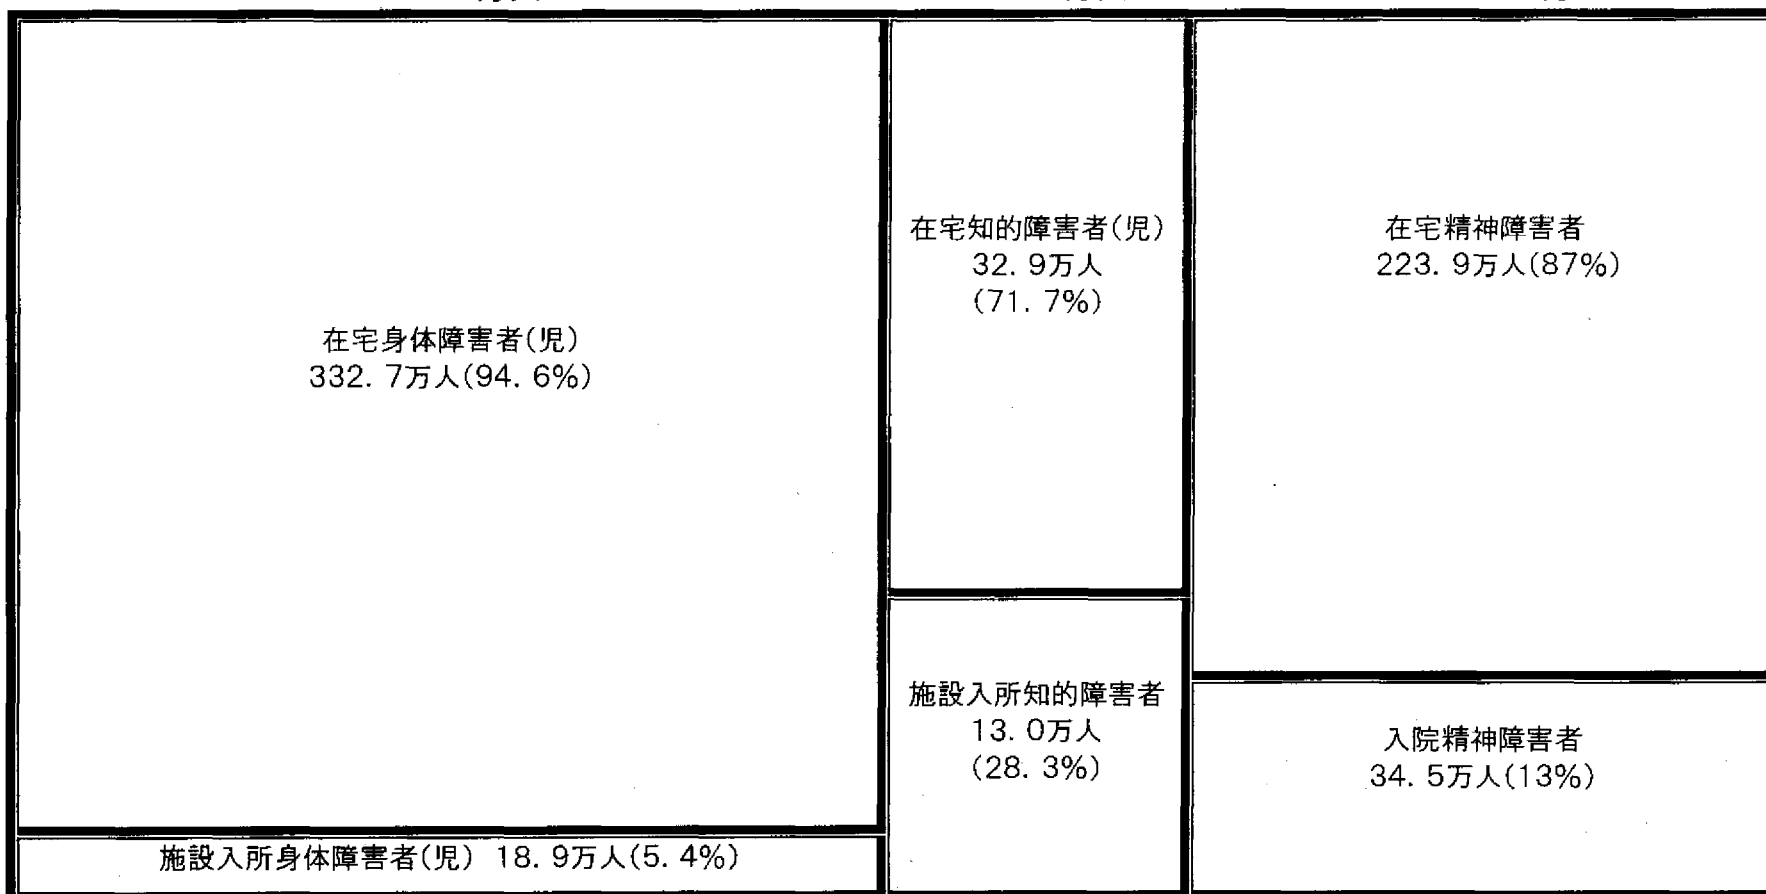 在宅身体障害者(児)
332. 7万人(94. 6%)
施設入所身体障害者(児) 18. 9万人(5. 4%)
在宅知的障害者(児)
32. 9万人
(71. 7%)
施設入所知的障害者
13. 0万人
(28. 3%)
在宅精神障害者
223. 9万人(87%)
入院精神障害者
34. 5万人(13%)